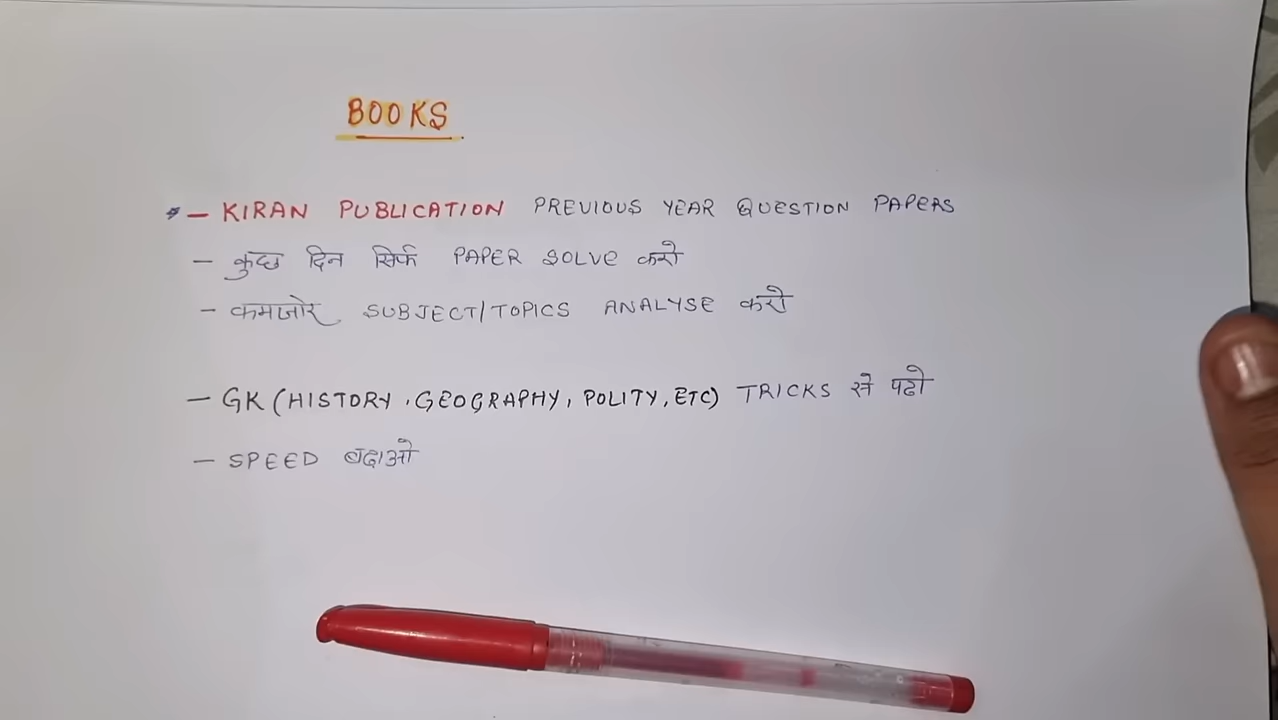 BOOKS
* — KIRAN PUBLICATION PREVIOUS YEAR QUESTION PAPERS
— कुछ दिन सिर्फ PAPER SOLVE करो
— कमजोर SUBJECT/TOPICS ANALYSE करो
— GK (HISTORY, GEOGRAPHY, POLITY, ETC) TRICKS से पढो
— SPEED बढाओ